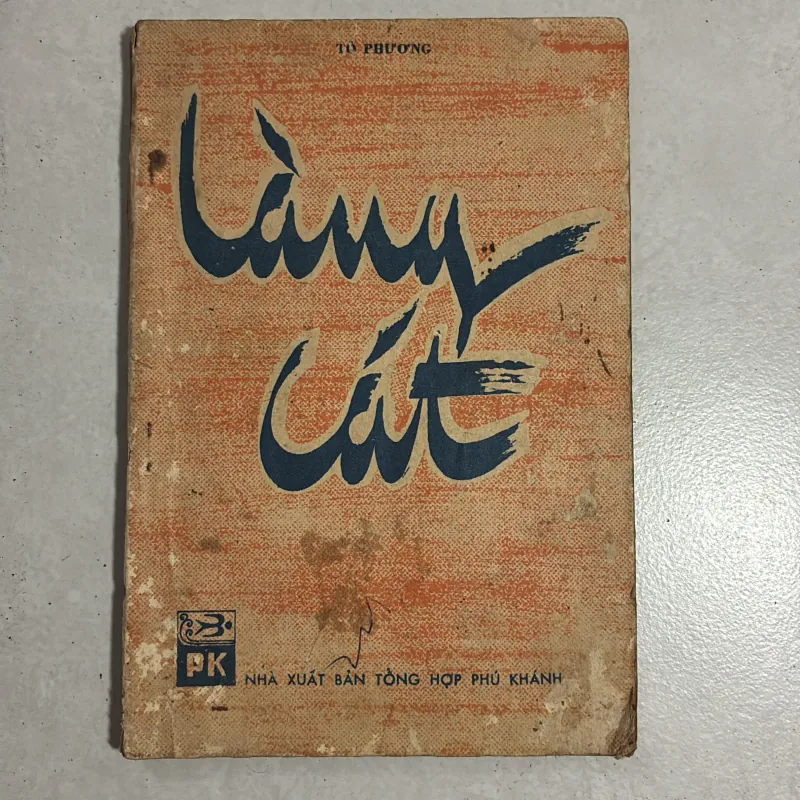 TÔ PHƯƠNG
Làng
Cát
PK
NHÀ XUẤT BẢN TỔNG HỢP PHÚ KHÁNH